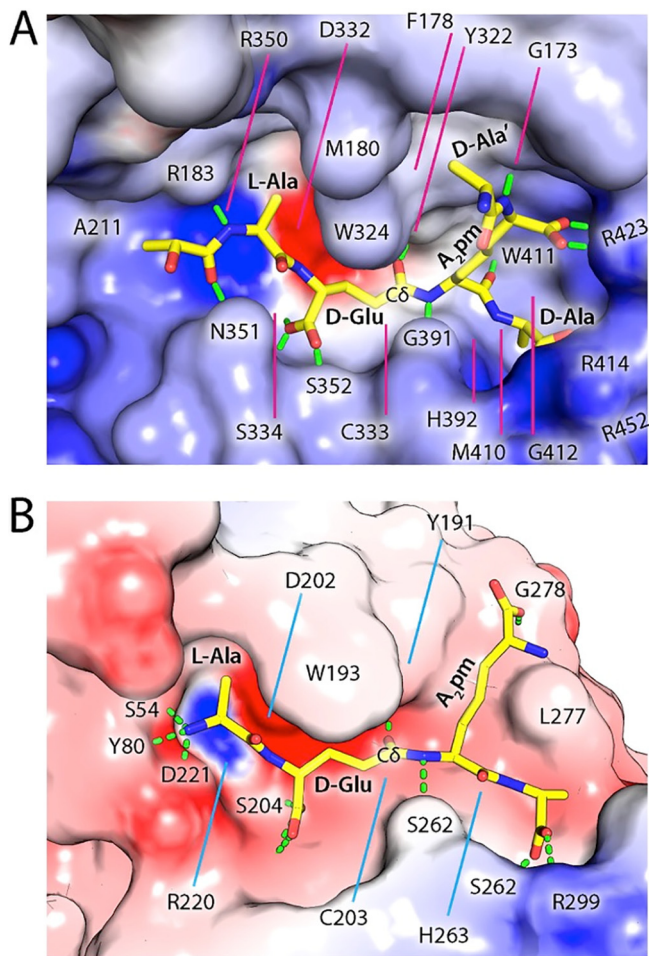 A
R350
D332
F178
Y322
G173
D-Ala'
M180
R183
L-Ala
A211
W324
A₂pm
W411
R423
Cδ
D-Glu
D-Ala
N351
G391
S352
R414
H392
S334
C333
R452
M410
G412
B
Y191
D202
G278
L-Ala
W193
A₂pm
S54
L277
Y80
Cδ
D221
D-Glu
S204
S262
S262
R220
R299
C203
H263